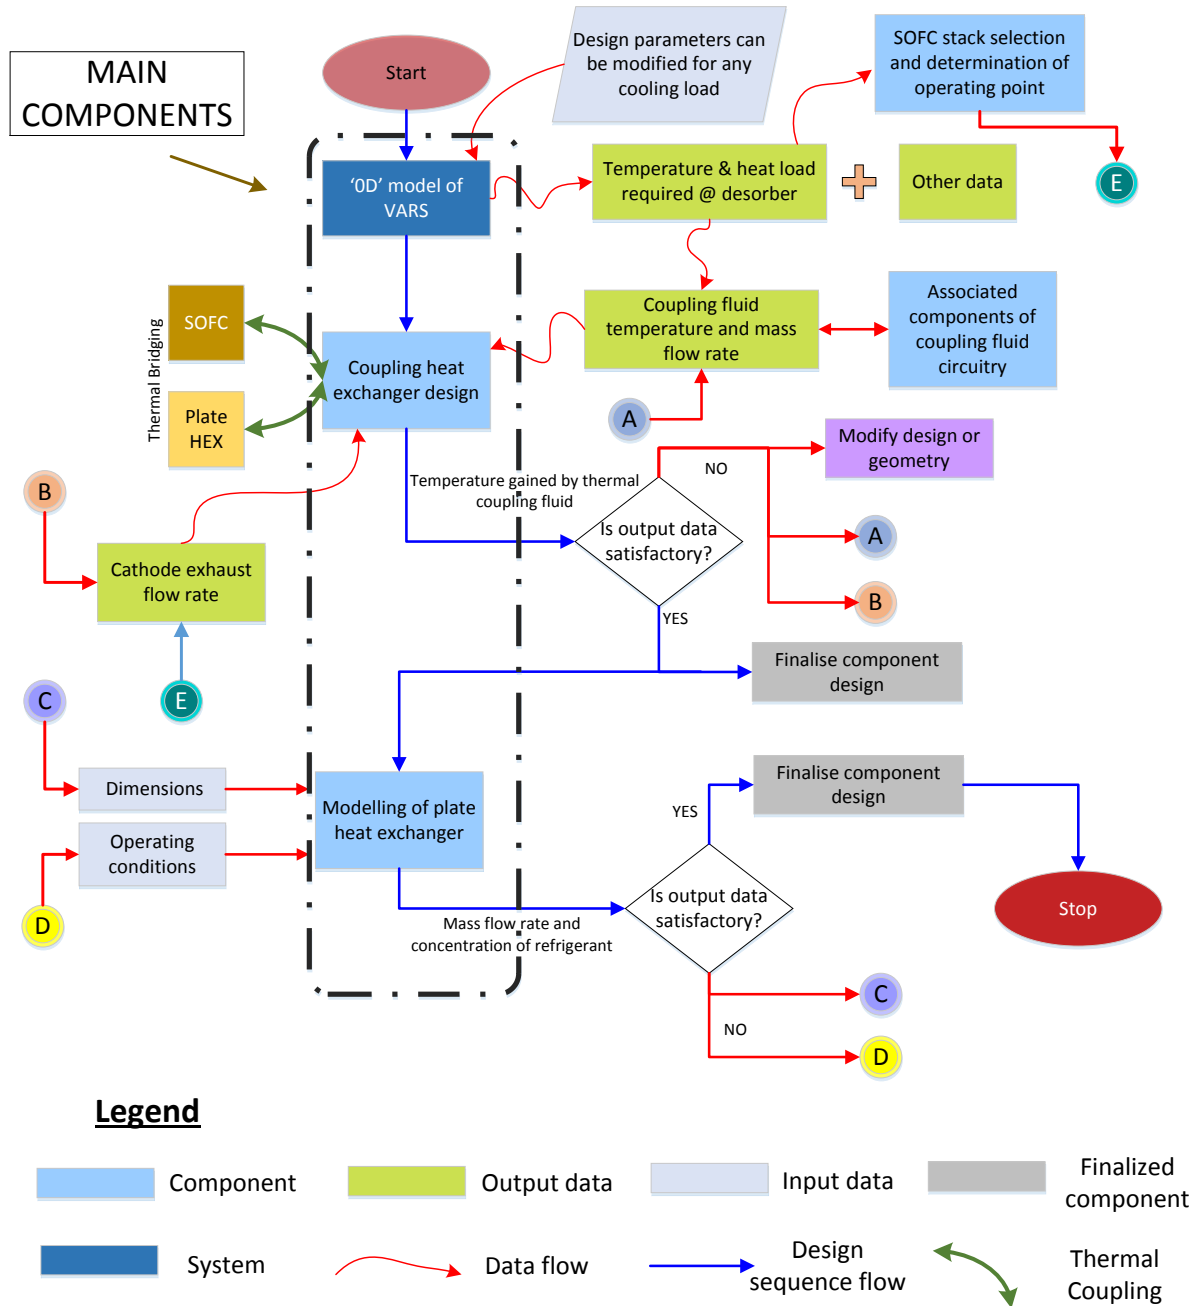 MAIN
COMPONENTS
Start
Design parameters can
be modified for any
cooling load
SOFC stack selection
and determination of
operating point
‘0D’ model of
VARS
Temperature & heat load
required @ desorber
Other data
E
Thermal Bridging
SOFC
Plate
HEX
Coupling heat
exchanger design
Coupling fluid
temperature and mass
flow rate
Associated
components of
coupling fluid
circuitry
A
Modify design or
geometry
B
Temperature gained by thermal
coupling fluid
NO
Is output data
satisfactory?
A
B
Cathode exhaust
flow rate
YES
E
Finalise component
design
C
Dimensions
Operating
conditions
D
Modelling of plate
heat exchanger
Finalise component
design
YES
Is output data
satisfactory?
Mass flow rate and
concentration of refrigerant
Stop
C
NO
D
Legend
Component
Output data
Input data
Finalized
component
System
Data flow
Design
sequence flow
Thermal
Coupling